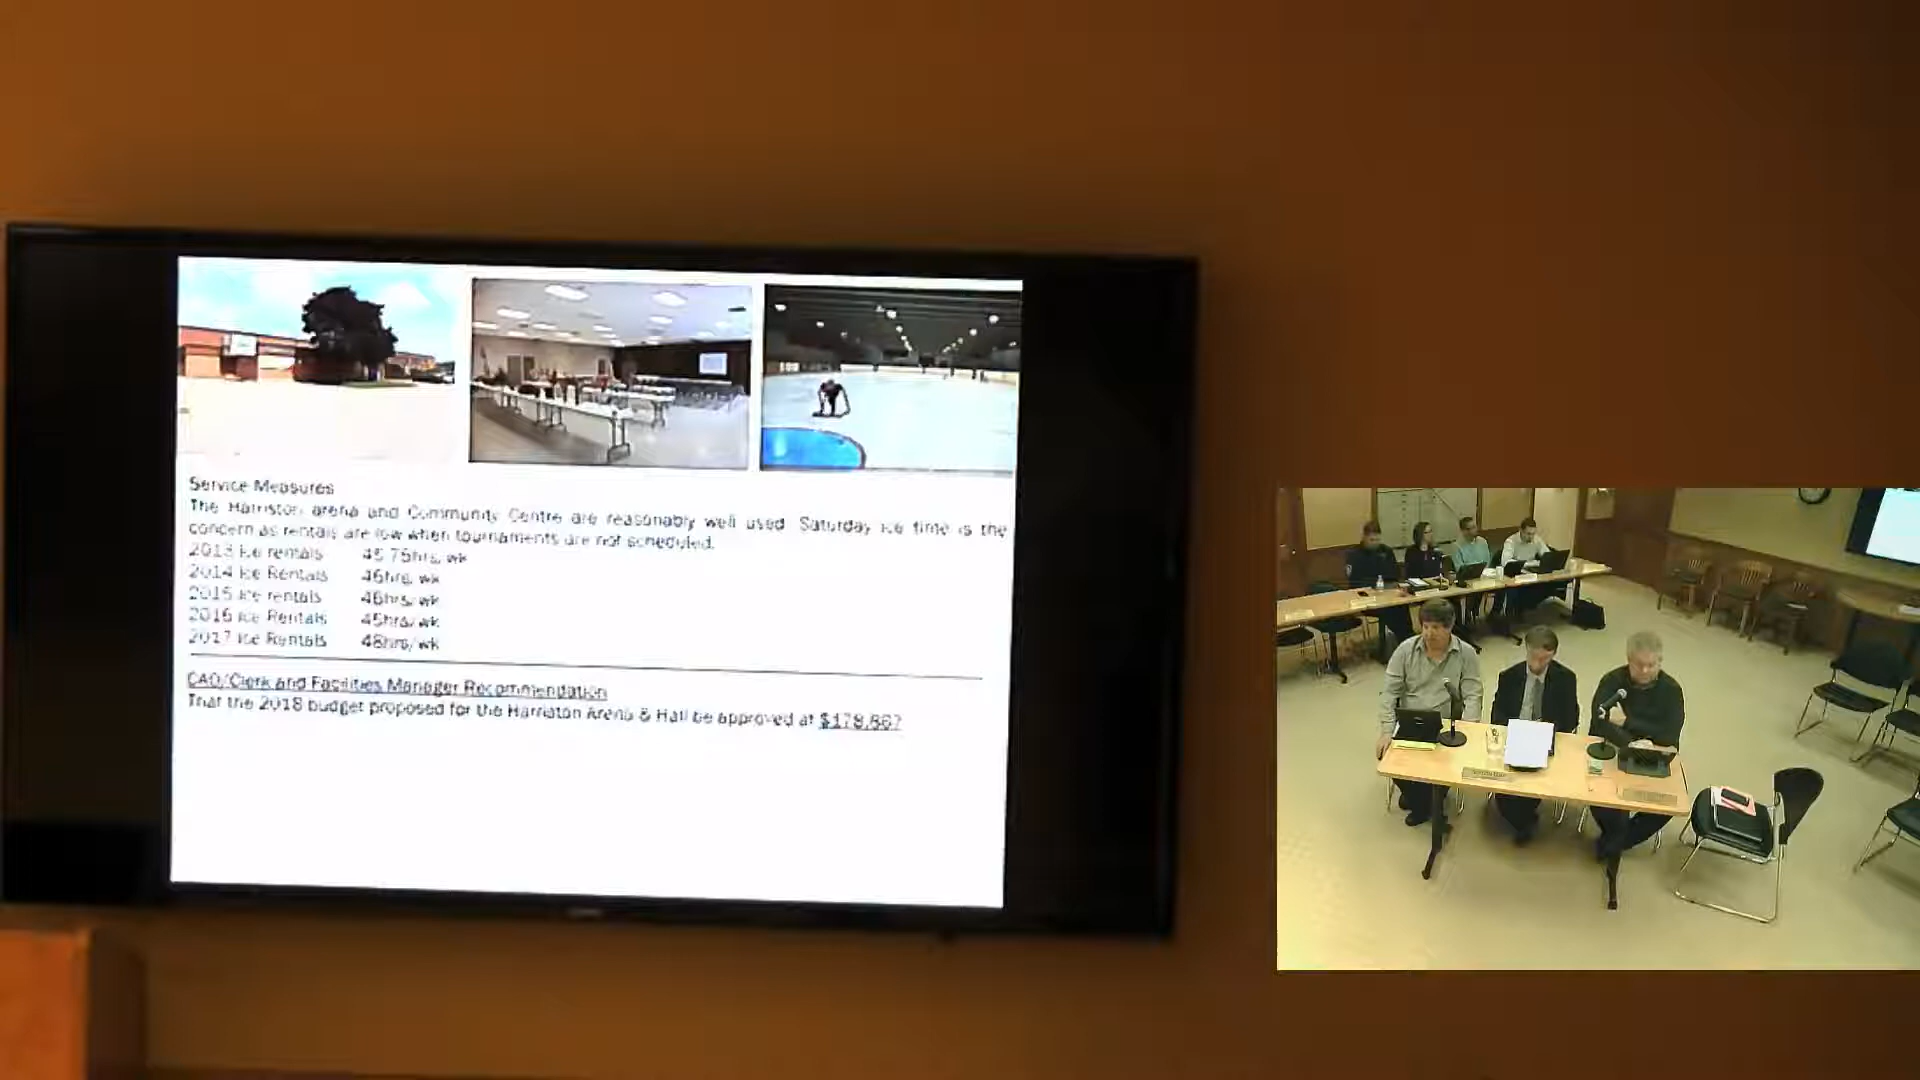 Service Measures
The Harriston arena and Community Centre are reasonably well used. Saturday ice time is the
concern as rentals are low when tournaments are not scheduled.
2013 Ice rentals 45.75hrs/wk
2014 Ice Rentals 46hrs/wk
2015 Ice rentals 46hrs/wk
2016 Ice Rentals 45hrs/wk
2017 Ice Rentals 48hrs/wk
CAO/Clerk and Facilities Manager Recommendation
That the 2018 budget proposed for the Harriston Arena & Hall be approved at $178,867